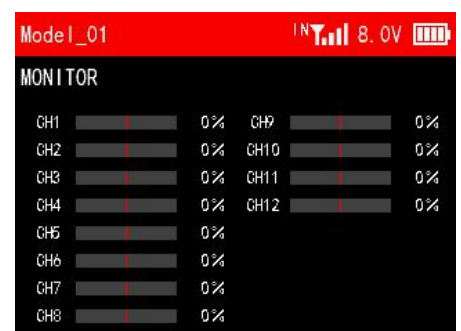 Model_01 IN 8.0V
MONITOR
CH1 0% CH9 0%
CH2 0% CH10 0%
CH3 0% CH11 0%
CH4 0% CH12 0%
CH5 0%
CH6 0%
CH7 0%
CH8 0%